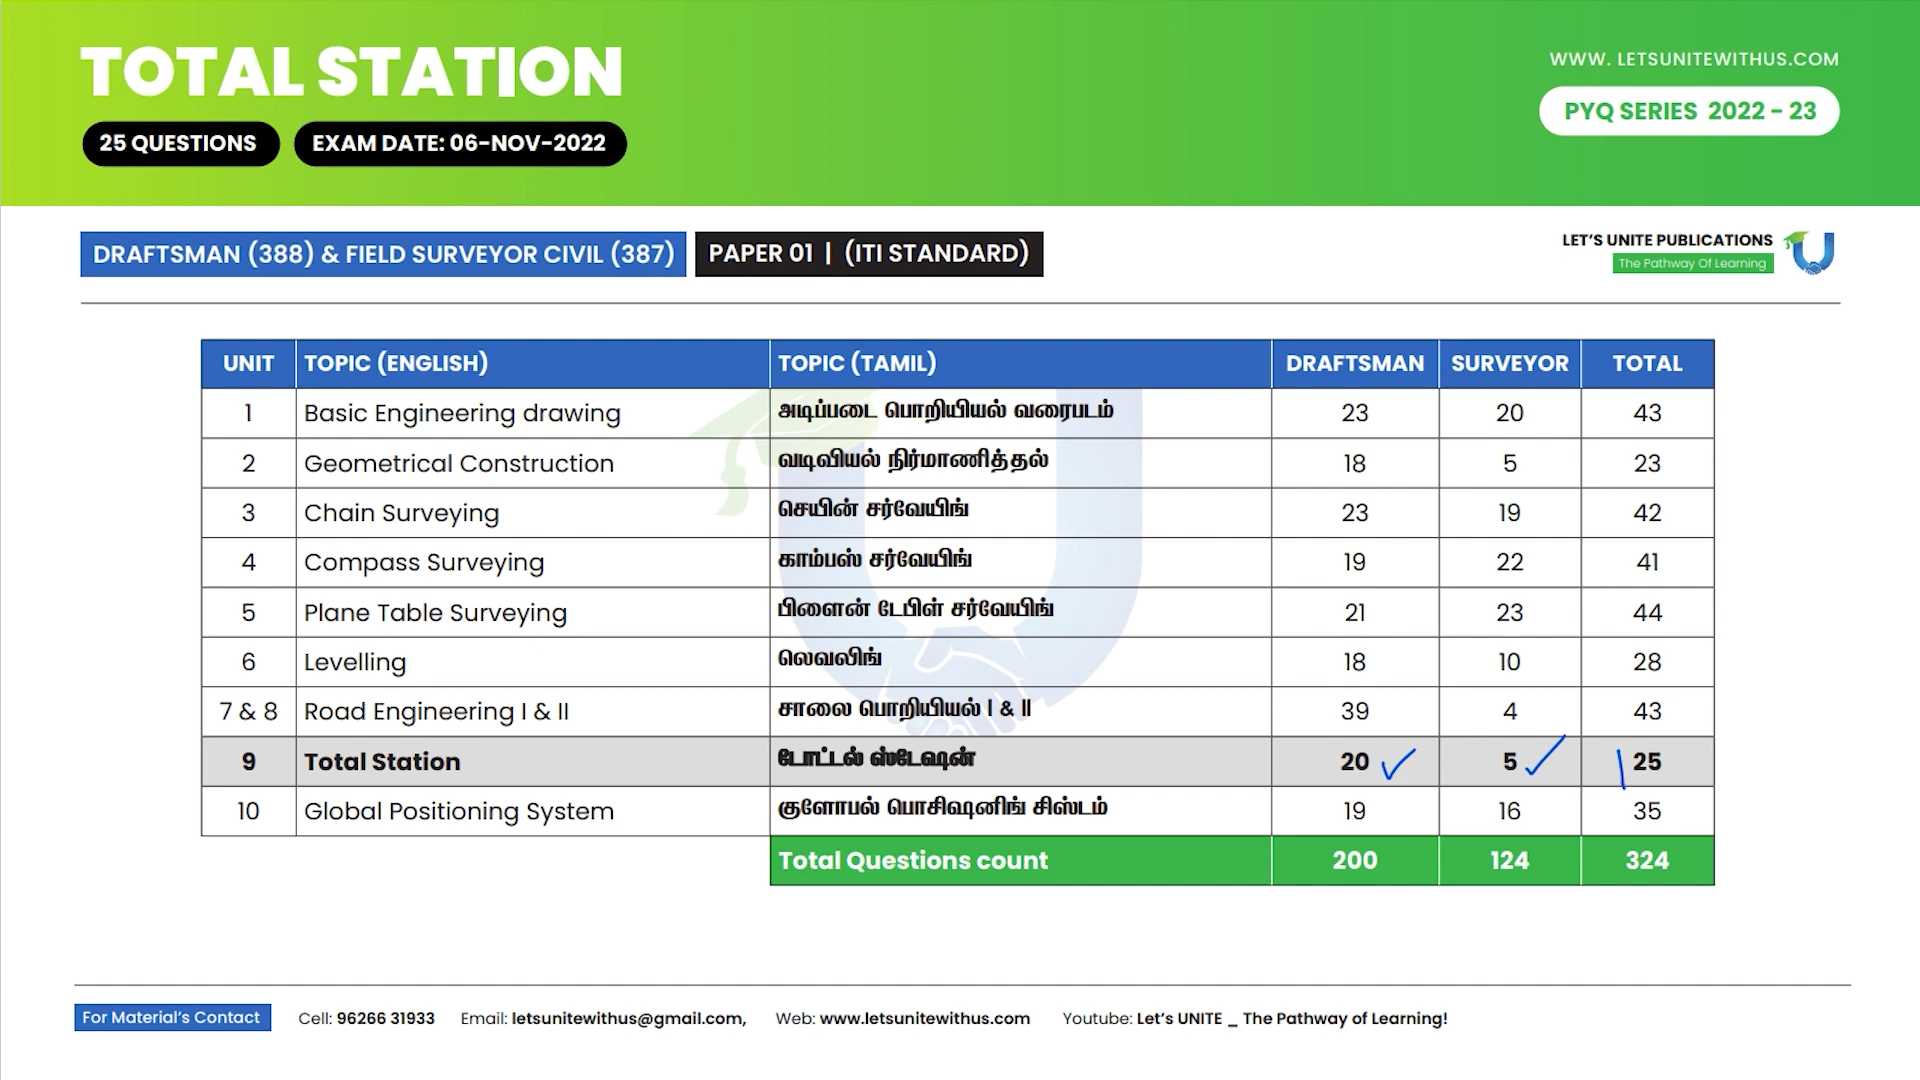 TOTAL STATION
25 QUESTIONS EXAM DATE: 06-NOV-2022
WWW. LETSUNITEWITHUS.COM
PYQ SERIES 2022 - 23
DRAFTSMAN (388) & FIELD SURVEYOR CIVIL (387) PAPER 01 | (ITI STANDARD)
LET'S UNITE PUBLICATIONS
The Pathway Of Learning
UNIT TOPIC (ENGLISH) TOPIC (TAMIL) DRAFTSMAN SURVEYOR TOTAL
1 Basic Engineering drawing அடிப்படை பொறியியல் வரைபடம் 23 20 43
2 Geometrical Construction வடிவியல் நிர்மாணித்தல் 18 5 23
3 Chain Surveying செயின் சர்வேயிங் 23 19 42
4 Compass Surveying காம்பஸ் சர்வேயிங் 19 22 41
5 Plane Table Surveying பிளைன் டேபிள் சர்வேயிங் 21 23 44
6 Levelling லெவலிங் 18 10 28
7 & 8 Road Engineering I & II சாலை பொறியியல் I & II 39 4 43
9 Total Station டோட்டல் ஸ்டேஷன் 20 5 25
10 Global Positioning System குளோபல் பொசிஷனிங் சிஸ்டம் 19 16 35
Total Questions count 200 124 324
For Material's Contact Cell: 96266 31933 Email: letsunitewithus@gmail.com, Web: www.letsunitewithus.com Youtube: Let's UNITE _ The Pathway of Learning!